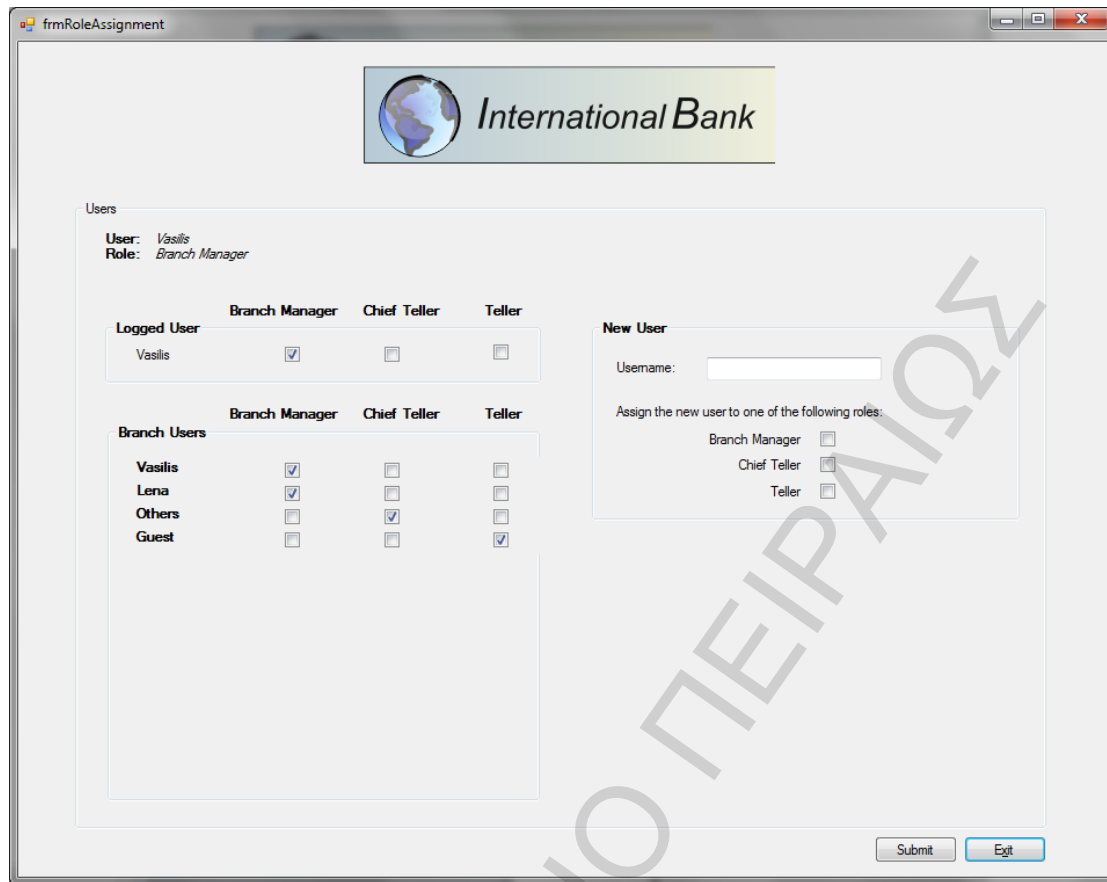 frmRoleAssignment
International Bank
Users
User: Vasilis
Role: Branch Manager
Branch Manager Chief Teller Teller
Logged User
Vasilis
Branch Manager Chief Teller Teller
Branch Users
Vasilis
Lena
Others
Guest
New User
Username:
Assign the new user to one of the following roles:
Branch Manager
Chief Teller
Teller
Submit Exit
ΠΕΙΡΑΙΩΣ